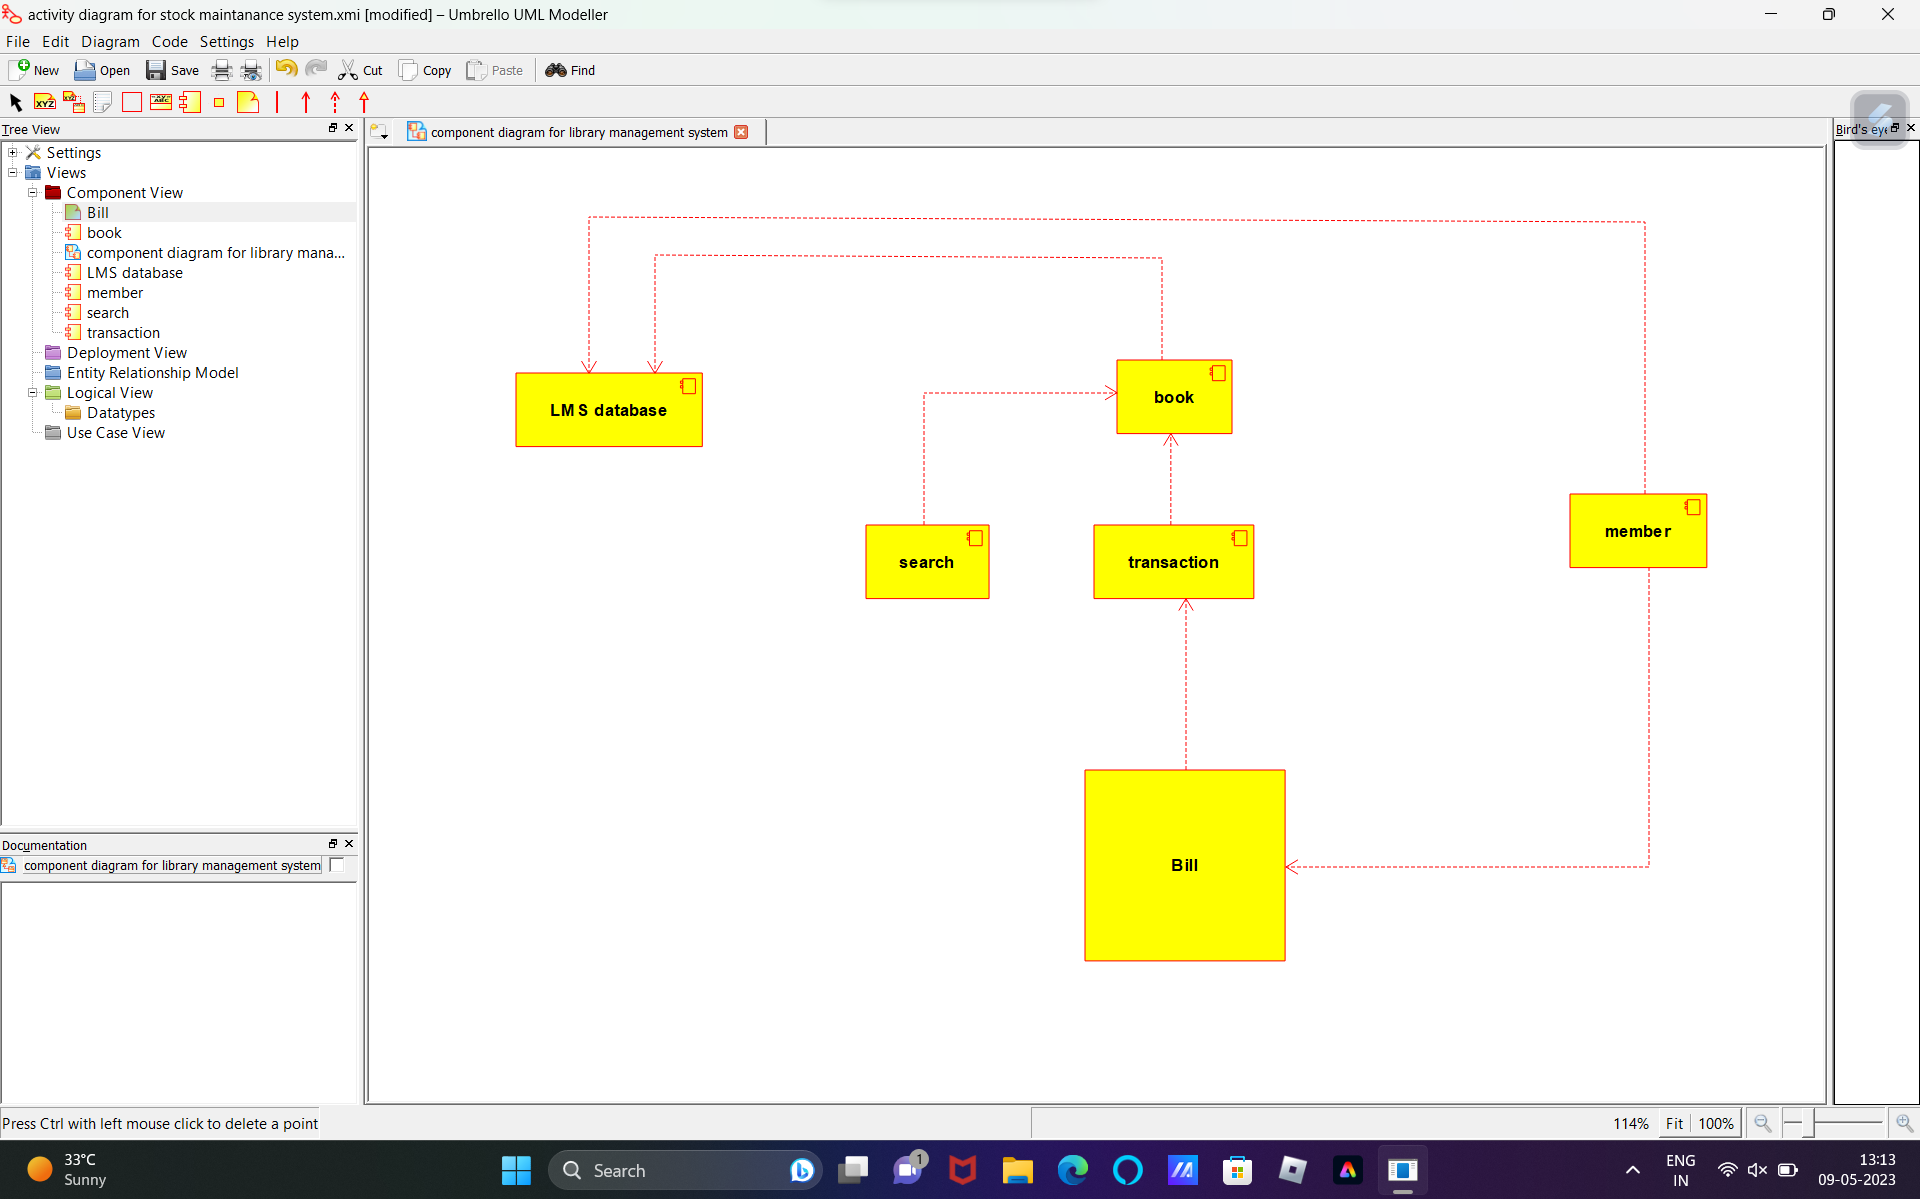 activity diagram for stock maintanance system.xmi [modified] – Umbrello UML Modeller
File Edit Diagram Code Settings Help
New Open Save Cut Copy Paste Find
XYZ
Tree View
component diagram for library management system
Settings
Views
Component View
Bill
book
component diagram for library mana...
LMS database
member
search
transaction
Deployment View
Entity Relationship Model
Logical View
Datatypes
Use Case View
LMS database
book
search
transaction
member
Bill
Documentation
component diagram for library management system
Press Ctrl with left mouse click to delete a point
114% Fit 100%
33°C
Sunny
Search
1
ENG
IN
13:13
09-05-2023